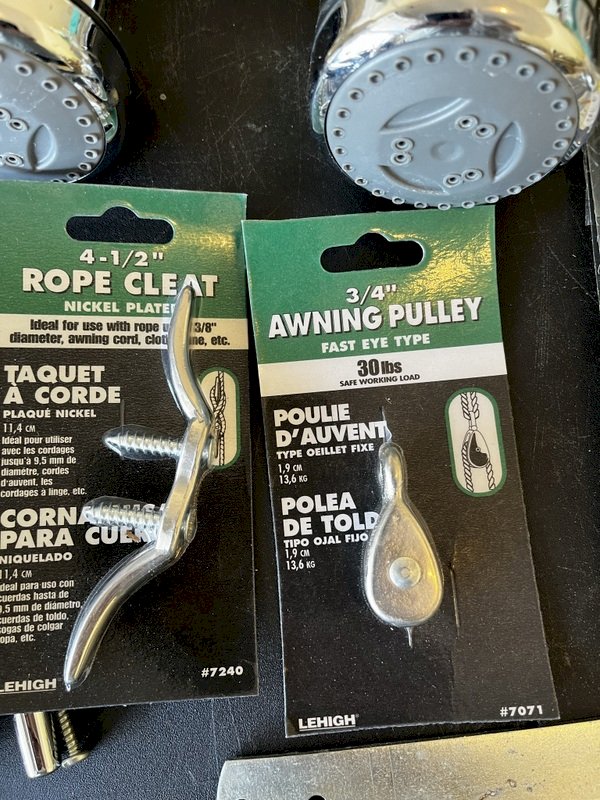 4-1/2"
ROPE CLEAT
NICKEL PLATED
Ideal for use with rope 3/8"
diameter, awning cord, clothesline, etc.
TAQUET
À CORDE
PLAQUÉ NICKEL
11,4 CM
Idéal pour utiliser
avec les cordages
jusqu'à 9,5 mm de
diamètre, cordes
d'auvent, les
cordages à linge, etc.
PARA
NIQUELADO
11,4 CM
Ideal para uso con
cuerdas hasta de
9,5 mm de diámetro,
cuerdas de toldo,
sogas de colgar
ropa, etc.
LEHIGH
#7240
3/4"
AWNING PULLEY
FAST EYE TYPE
30 lbs
SAFE WORKING LOAD
POULIE
D'AUVENT
TYPE OEILLET FIXE
1,9 CM
13,6 KG
POLEA
DE TOLD
TIPO OJAL FIJO
1,9 CM
13,6 KG
LEHIGH®
#7071